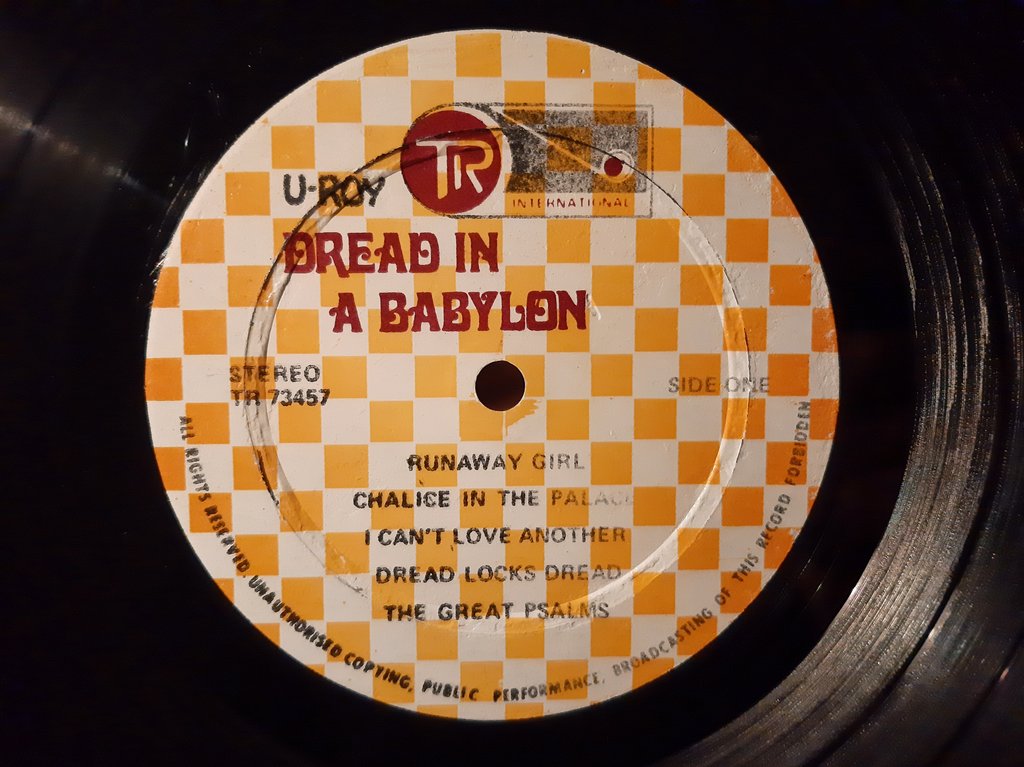 TR
INTERNATIONAL
U-ROY
DREAD IN
A BABYLON
STEREO
TR 73457
SIDE ONE
RUNAWAY GIRL
CHALICE IN THE PALACE
I CAN'T LOVE ANOTHER
DREAD LOCKS DREAD
THE GREAT PSALMS
ALL RIGHTS RESERVED. UNAUTHORISED COPYING, PUBLIC PERFORMANCE, BROADCASTING OF THIS RECORD FORBIDDEN